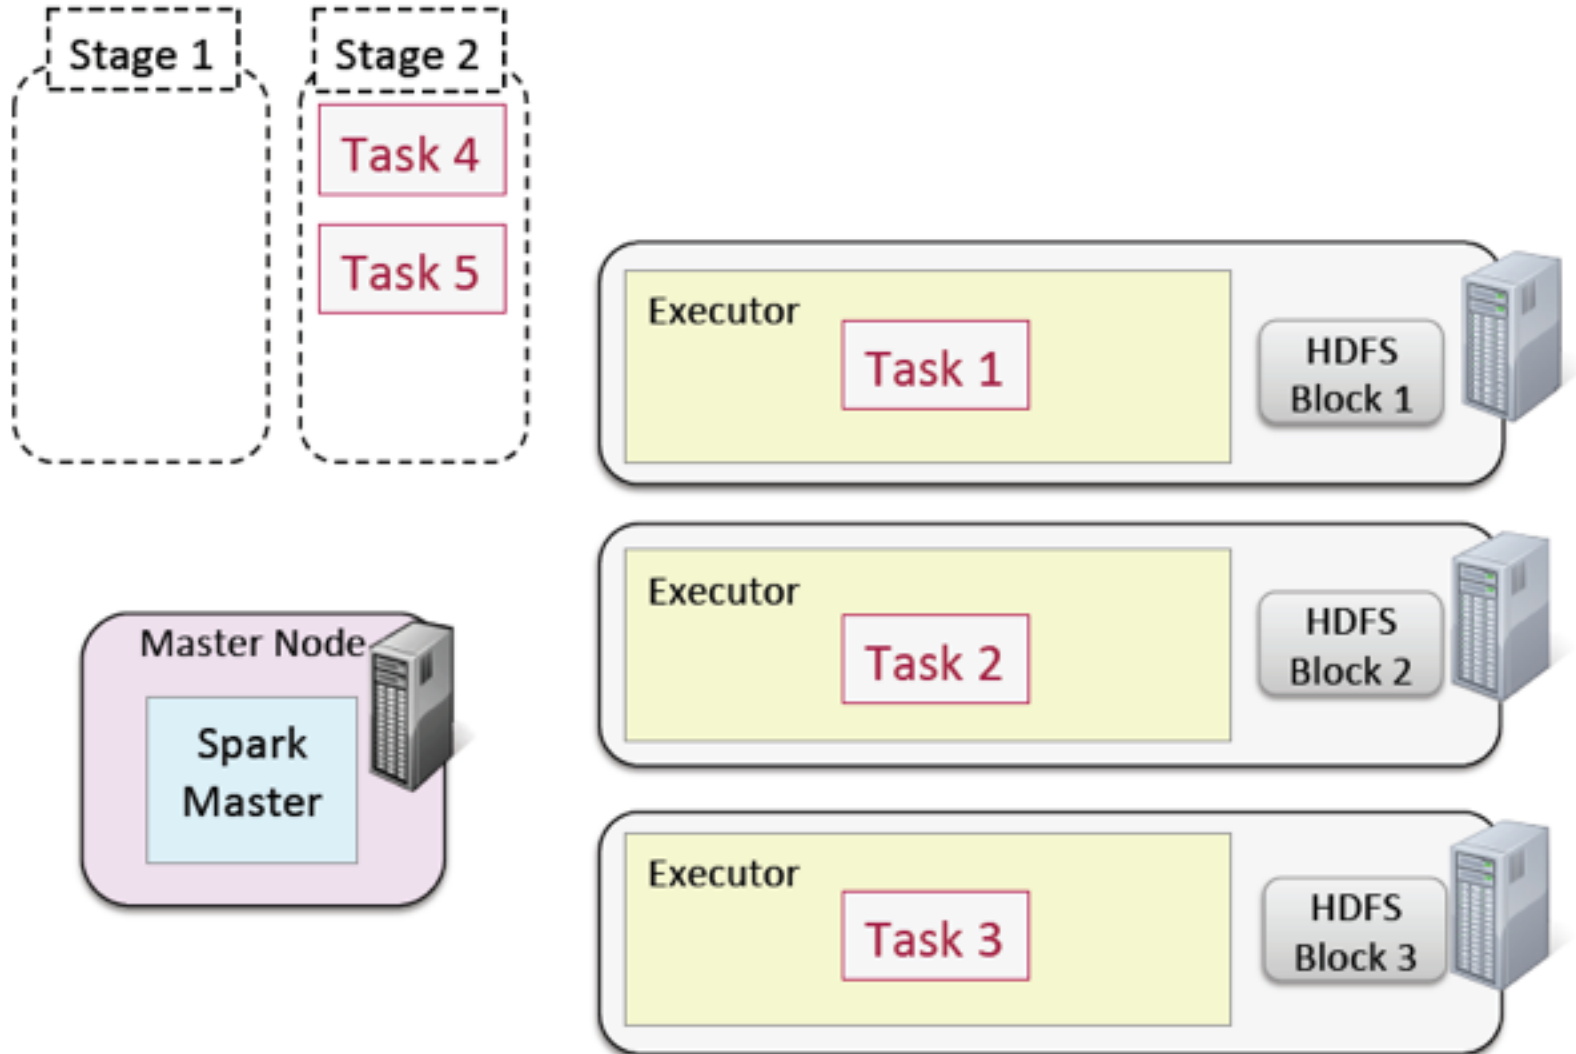 Stage 1
Stage 2
Task 4
Task 5
Executor
Task 1
HDFS
Block 1
Executor
Task 2
HDFS
Block 2
Master Node
Spark
Master
Executor
Task 3
HDFS
Block 3